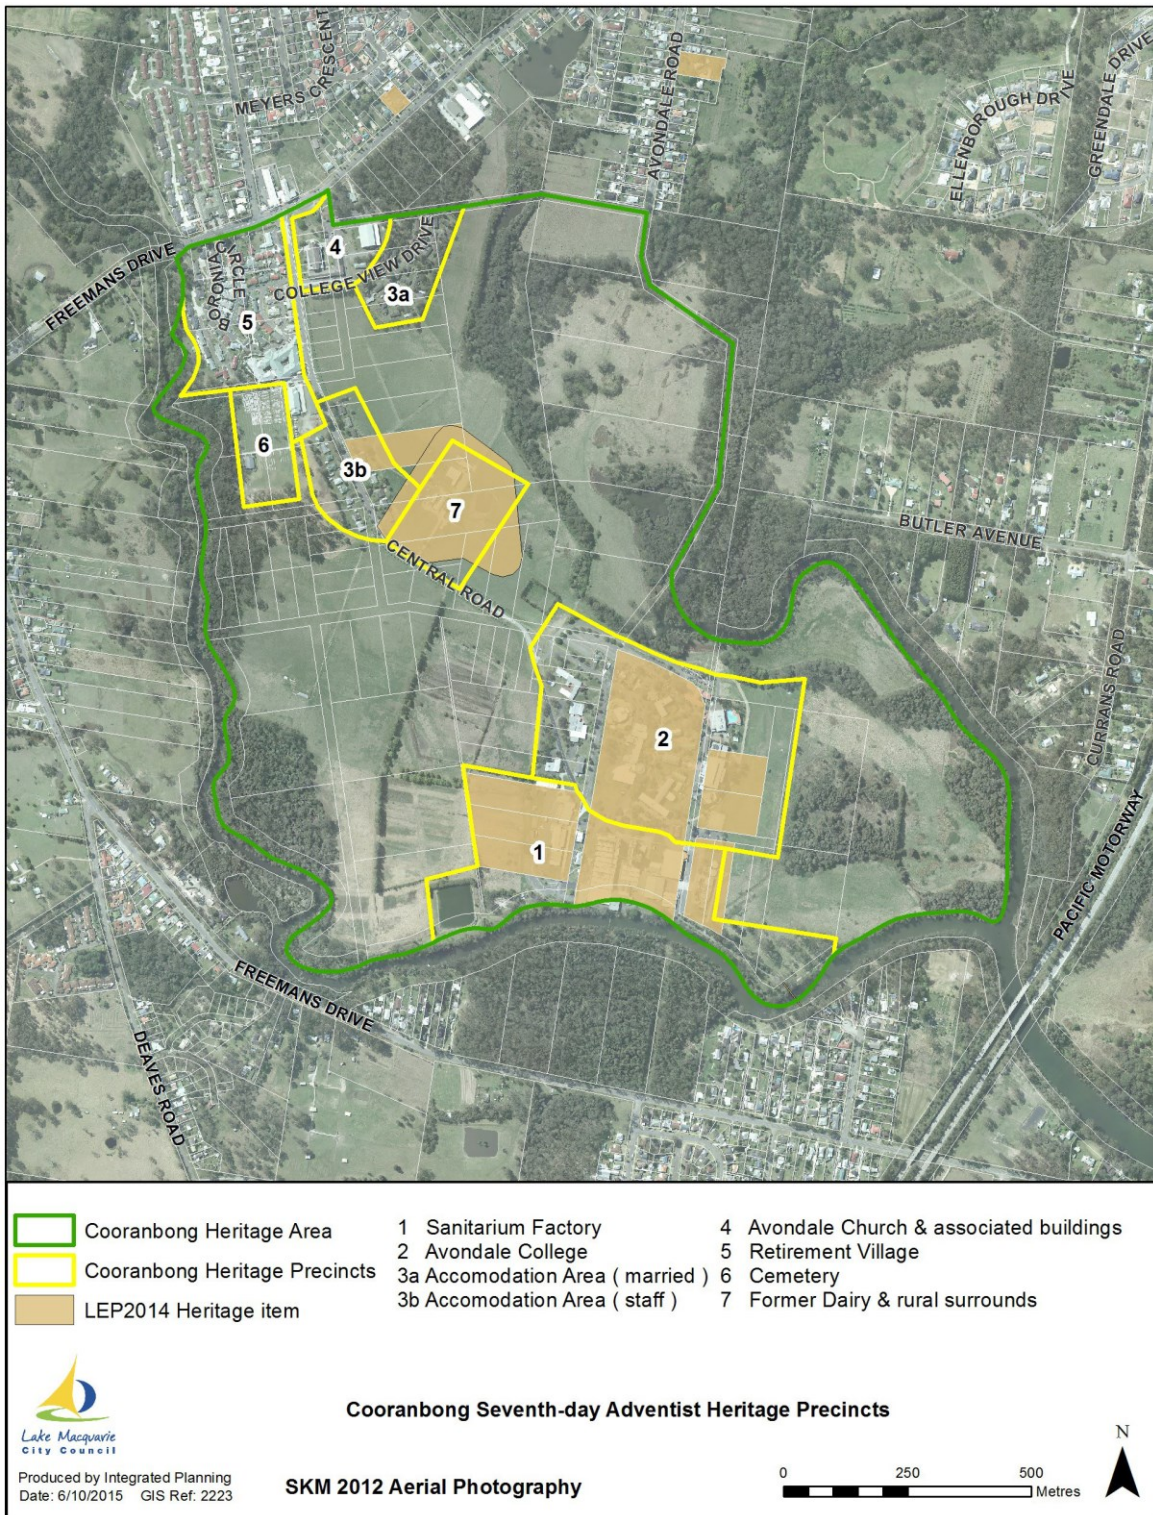 MEYERS CRESCENT
AVONDALE ROAD
ELLENBOROUGH DRIVE
GREENDALE DRIVE
FREEMANS DRIVE
BORONIA CIRCLE
COLLEGE VIEW DRIVE
4
3a
5
6
3b
7
CENTRAL ROAD
BUTLER AVENUE
CURRANS ROAD
2
1
PACIFIC MOTORWAY
FREEMANS DRIVE
DEAVES ROAD
Cooranbong Heritage Area
Cooranbong Heritage Precincts
LEP2014 Heritage item
1 Sanitarium Factory
2 Avondale College
3a Accomodation Area ( married )
3b Accomodation Area ( staff )
4 Avondale Church & associated buildings
5 Retirement Village
6 Cemetery
7 Former Dairy & rural surrounds
Lake Macquarie
City Council
Cooranbong Seventh-day Adventist Heritage Precincts
Produced by Integrated Planning
Date: 6/10/2015 GIS Ref: 2223
SKM 2012 Aerial Photography
0 250 500
Metres
N